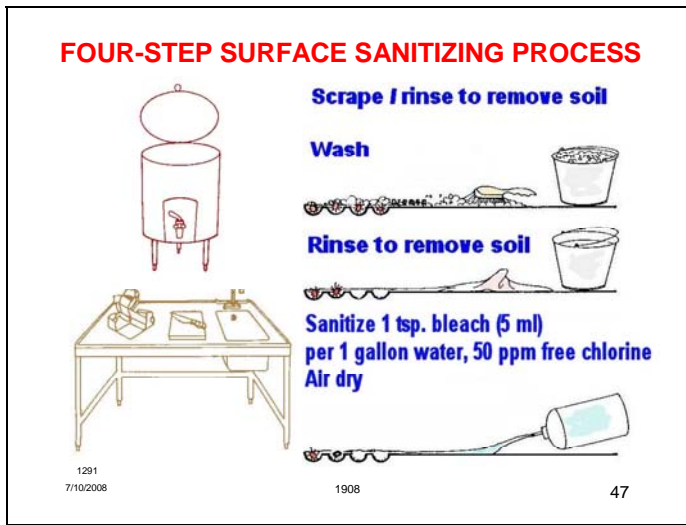 FOUR-STEP SURFACE SANITIZING PROCESS
Scrape / rinse to remove soil
Wash
Rinse to remove soil
Sanitize 1 tsp. bleach (5 ml)
per 1 gallon water, 50 ppm free chlorine
Air dry
1291
7/10/2008
1908
47